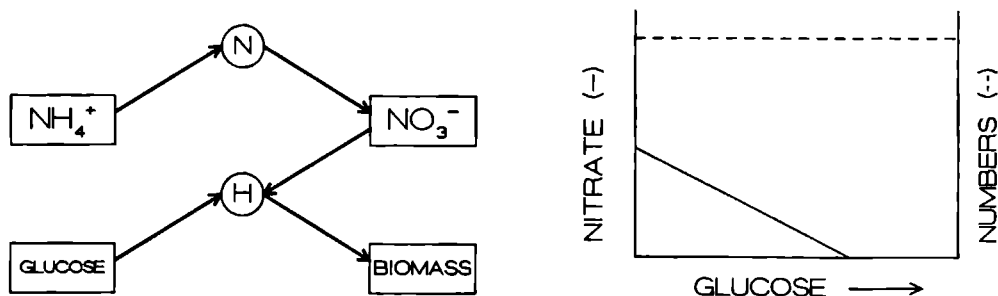 N
NH₄⁺
NO₃⁻
H
GLUCOSE
BIOMASS
NITRATE (—)
NUMBERS (--)
GLUCOSE